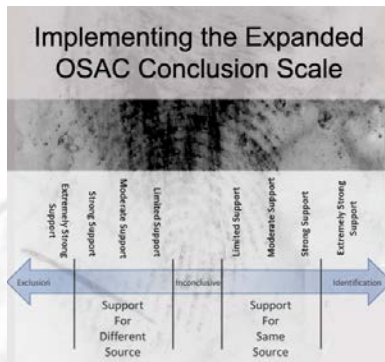 Implementing the Expanded
OSAC Conclusion Scale
Extremely Strong
Support
Strong Support
Moderate Support
Limited Support
Limited Support
Moderate Support
Strong Support
Extremely Strong
Support
Exclusion
Inconclusive
Identification
Support
For
Different
Source
Support
For
Same
Source